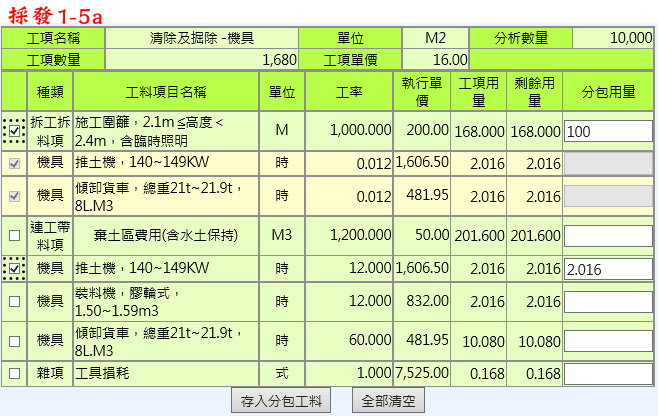 採發1-5a
工項名稱 清除及掘除 -機具 單位 M2 分析數量 10,000
工項數量 1,680 工項單價 16.00
種類 工料項目名稱 單位 工率 執行單價 工項用量 剩餘用量 分包用量
拆工拆料項 施工圍籬，2.1m≦高度＜2.4m，含臨時照明 M 1,000.000 200.00 168.000 168.000 100
機具 推土機，140~149KW 時 0.012 1,606.50 2.016 2.016
機具 傾卸貨車，總重21t~21.9t，8L.M3 時 0.012 481.95 2.016 2.016
連工帶料項 棄土區費用(含水土保持) M3 1,200.000 50.00 201.600 201.600
機具 推土機，140~149KW 時 12.000 1,606.50 2.016 2.016 2.016
機具 裝料機，膠輪式，1.50~1.59m3 時 12.000 832.00 2.016 2.016
機具 傾卸貨車，總重21t~21.9t，8L.M3 時 60.000 481.95 10.080 10.080
雜項 工具損耗 式 1.000 7,525.00 0.168 0.168
存入分包工料 全部清空